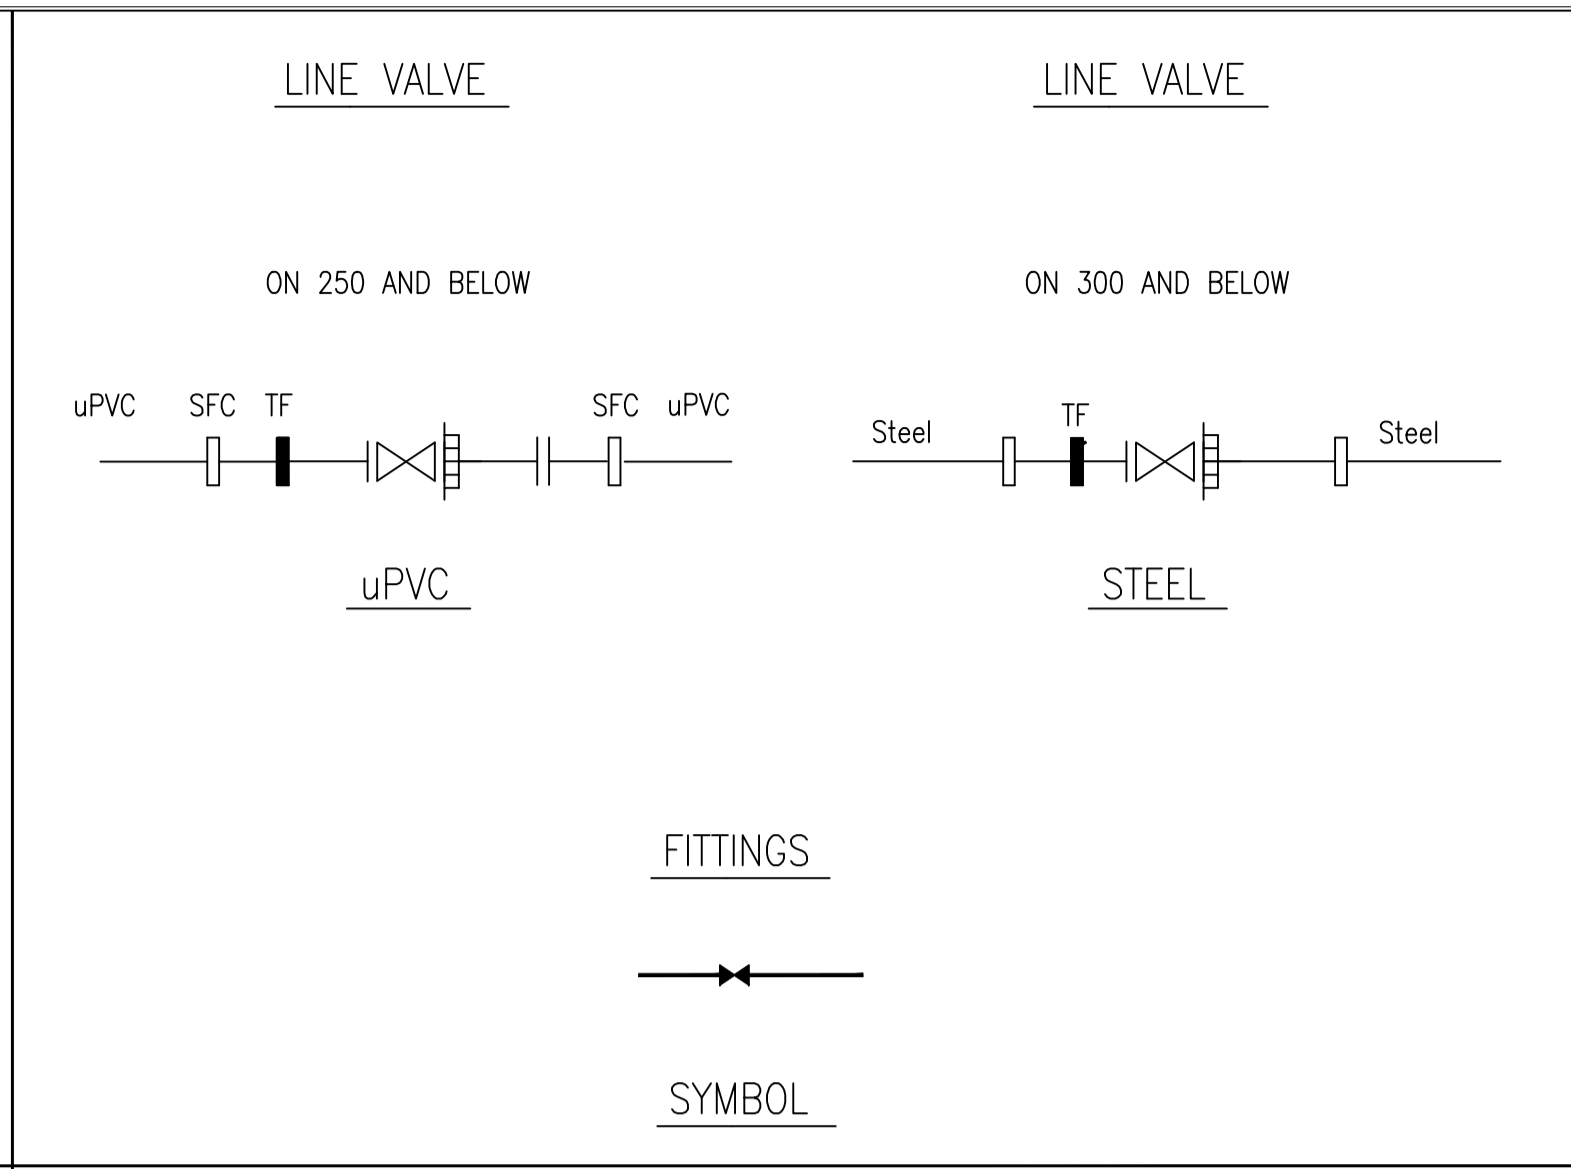 LINE VALVE
ON 250 AND BELOW
uPVC SFC TF SFC uPVC
uPVC
LINE VALVE
ON 300 AND BELOW
Steel TF Steel
STEEL
FITTINGS
SYMBOL